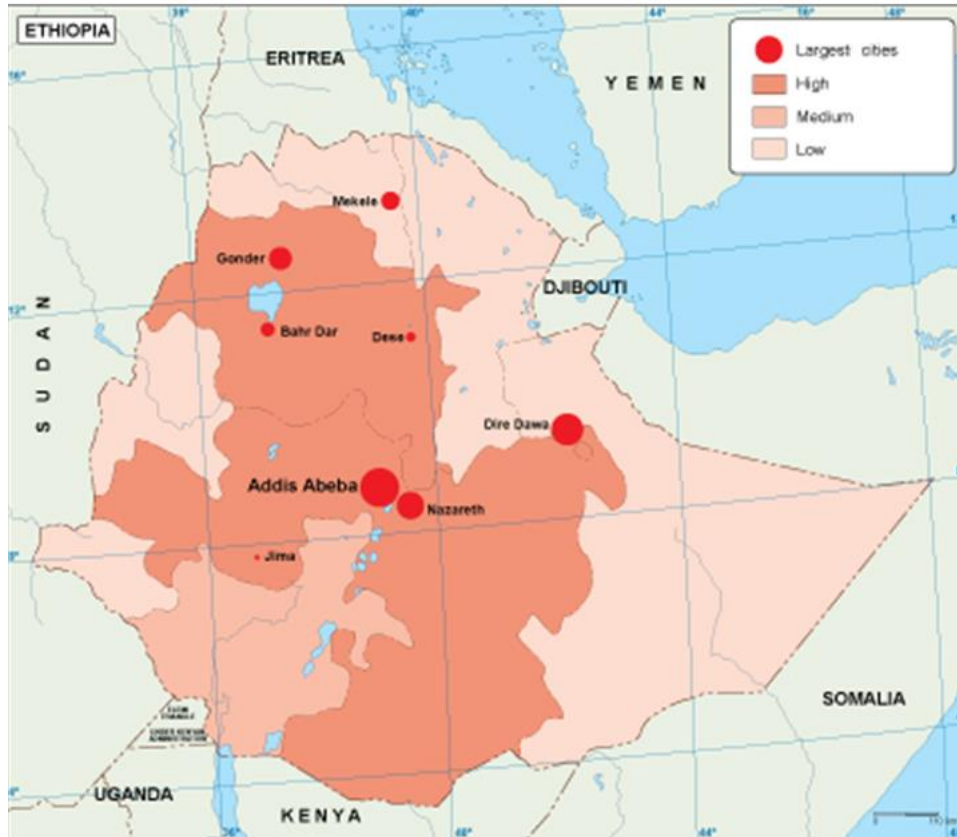 ETHIOPIA
ERITREA
YEMEN
Largest cities
High
Medium
Low
Mekele
Gonder
DJIBOUTI
SUDAN
Bahr Dar
Dese
Dire Dawa
Addis Abeba
Nazareth
Jima
SOMALIA
UGANDA
KENYA